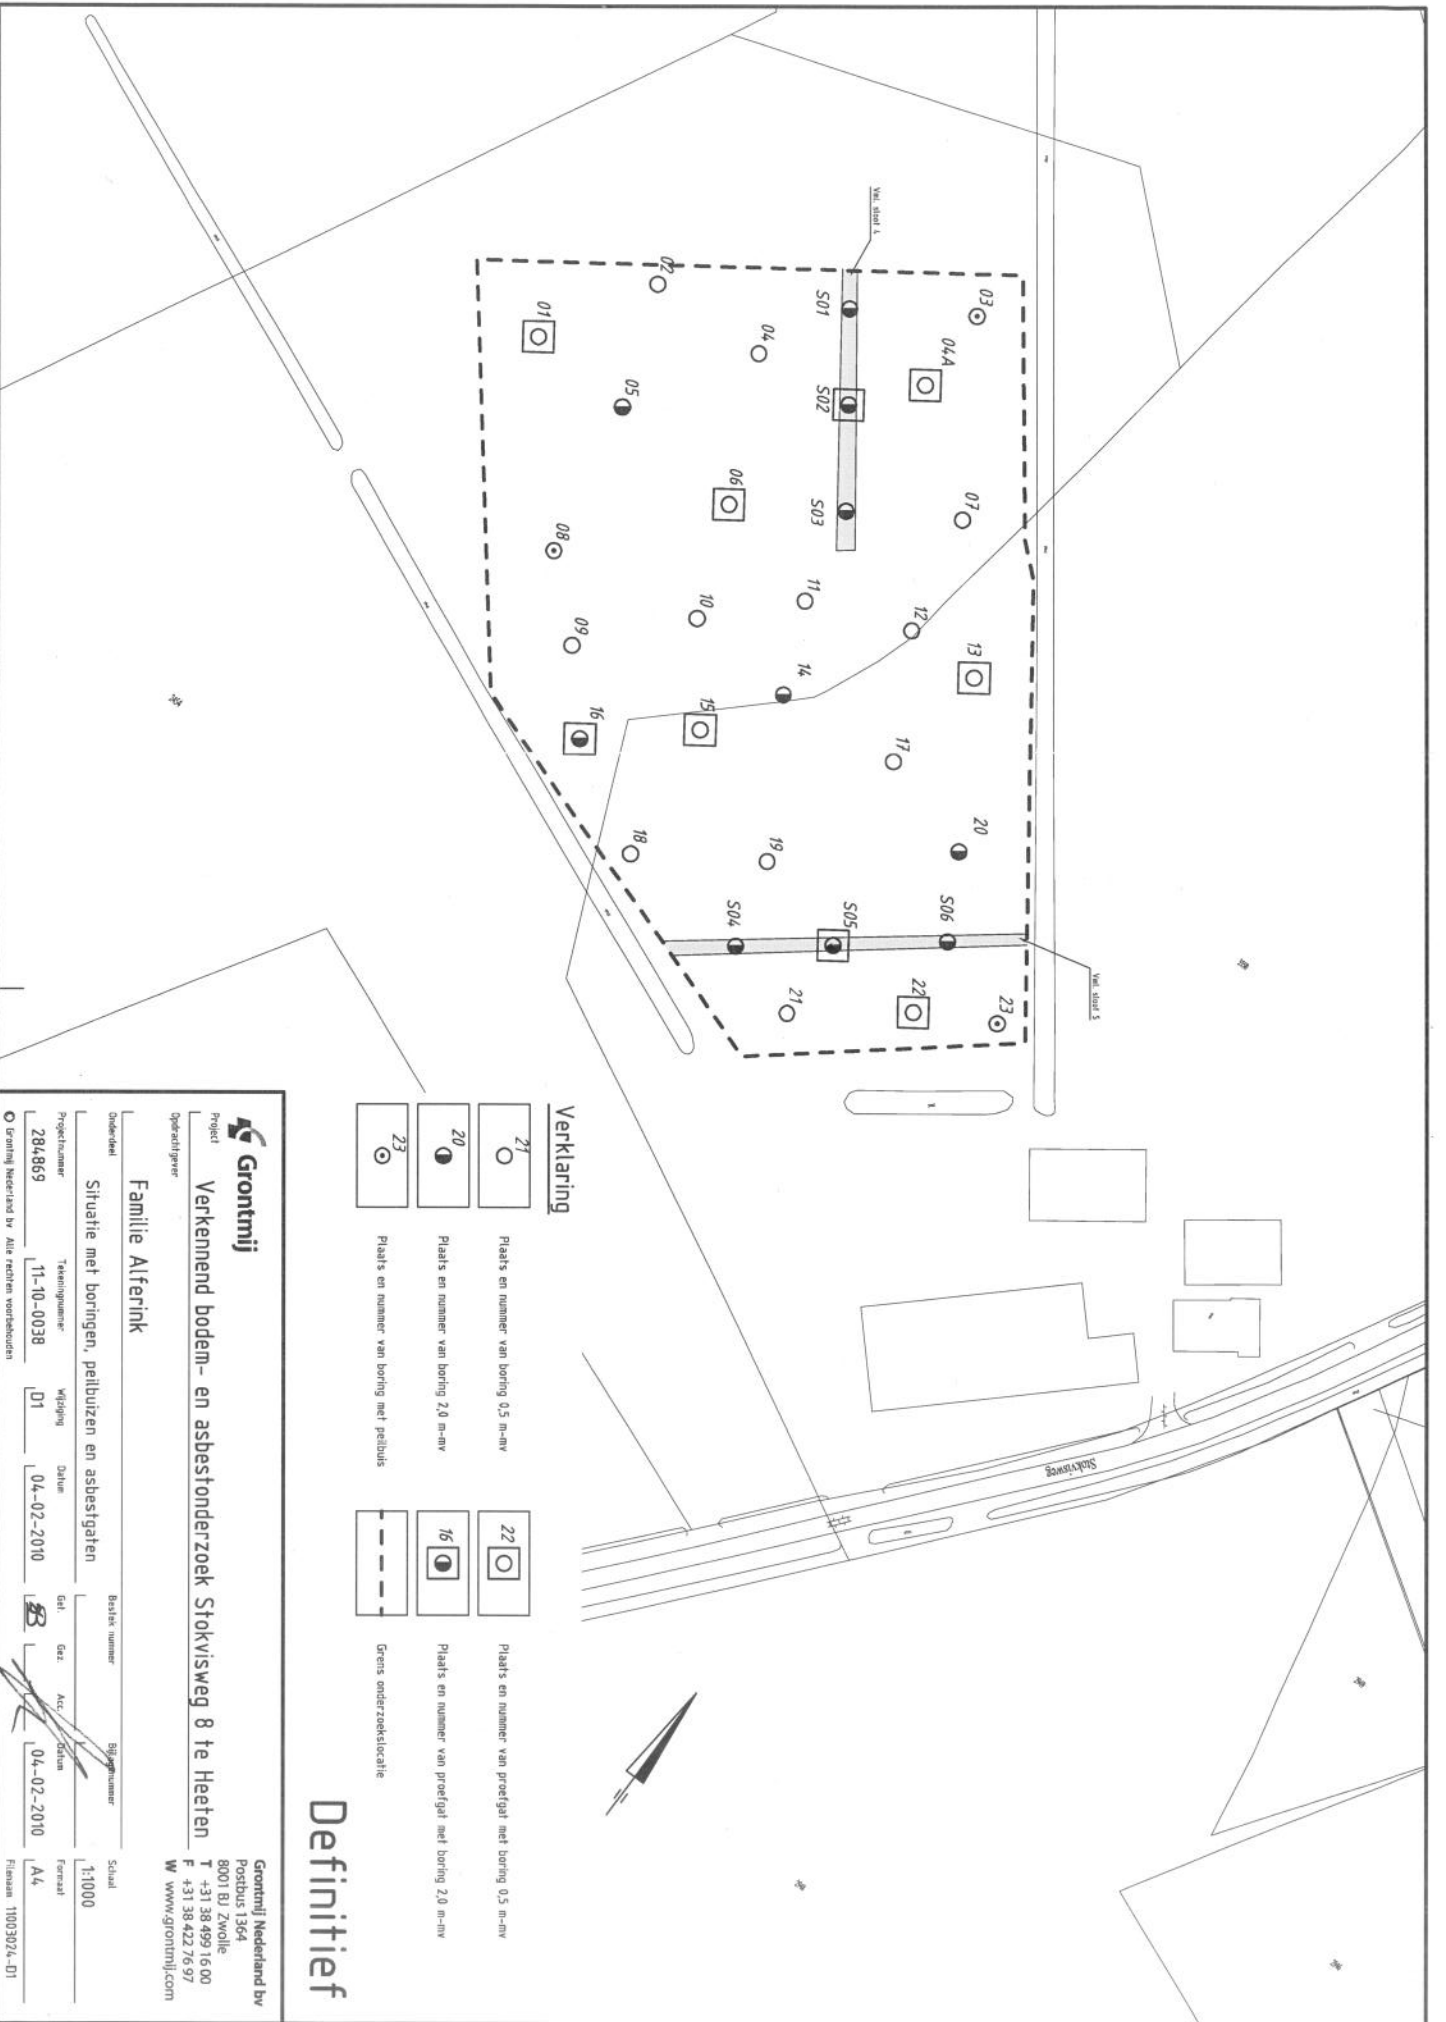 Vml. sloot 4
Vml. sloot 5
03
02
S01
04
04A
01
S02
05
06
S03
07
08
11
10
12
09
13
14
15
16
17
18
19
20
S04
S05
S06
21
22
23
Stokvisweg
Verklaring
21
Plaats en nummer van boring 0,5 m-mv
20
Plaats en nummer van boring 2,0 m-mv
23
Plaats en nummer van boring met peilbuis
22
Plaats en nummer van proefgat met boring 0,5 m-mv
16
Plaats en nummer van proefgat met boring 2,0 m-mv
Grens onderzoekslocatie
Definitief
Grontmij
Grontmij Nederland bv
Postbus 1364
8001 BJ Zwolle
T +31 38 499 16 00
F +31 38 422 76 97
W www.grontmij.com
Project
Verkennend bodem- en asbestonderzoek Stokvisweg 8 te Heeten
Opdrachtgever
Familie Alferink
Onderdeel
Bestek nummer
Bijlagenummer
Schaal
Situatie met boringen, peilbuizen en asbestgaten
1:1000
Projectnummer
Tekeningnummer
Wijziging
Datum
Get.
Gez.
Acc.
Datum
Formaat
284869
11-10-0038
D1
04-02-2010
04-02-2010
A4
© Grontmij Nederland bv Alle rechten voorbehouden
Filenaam 11003024-D1